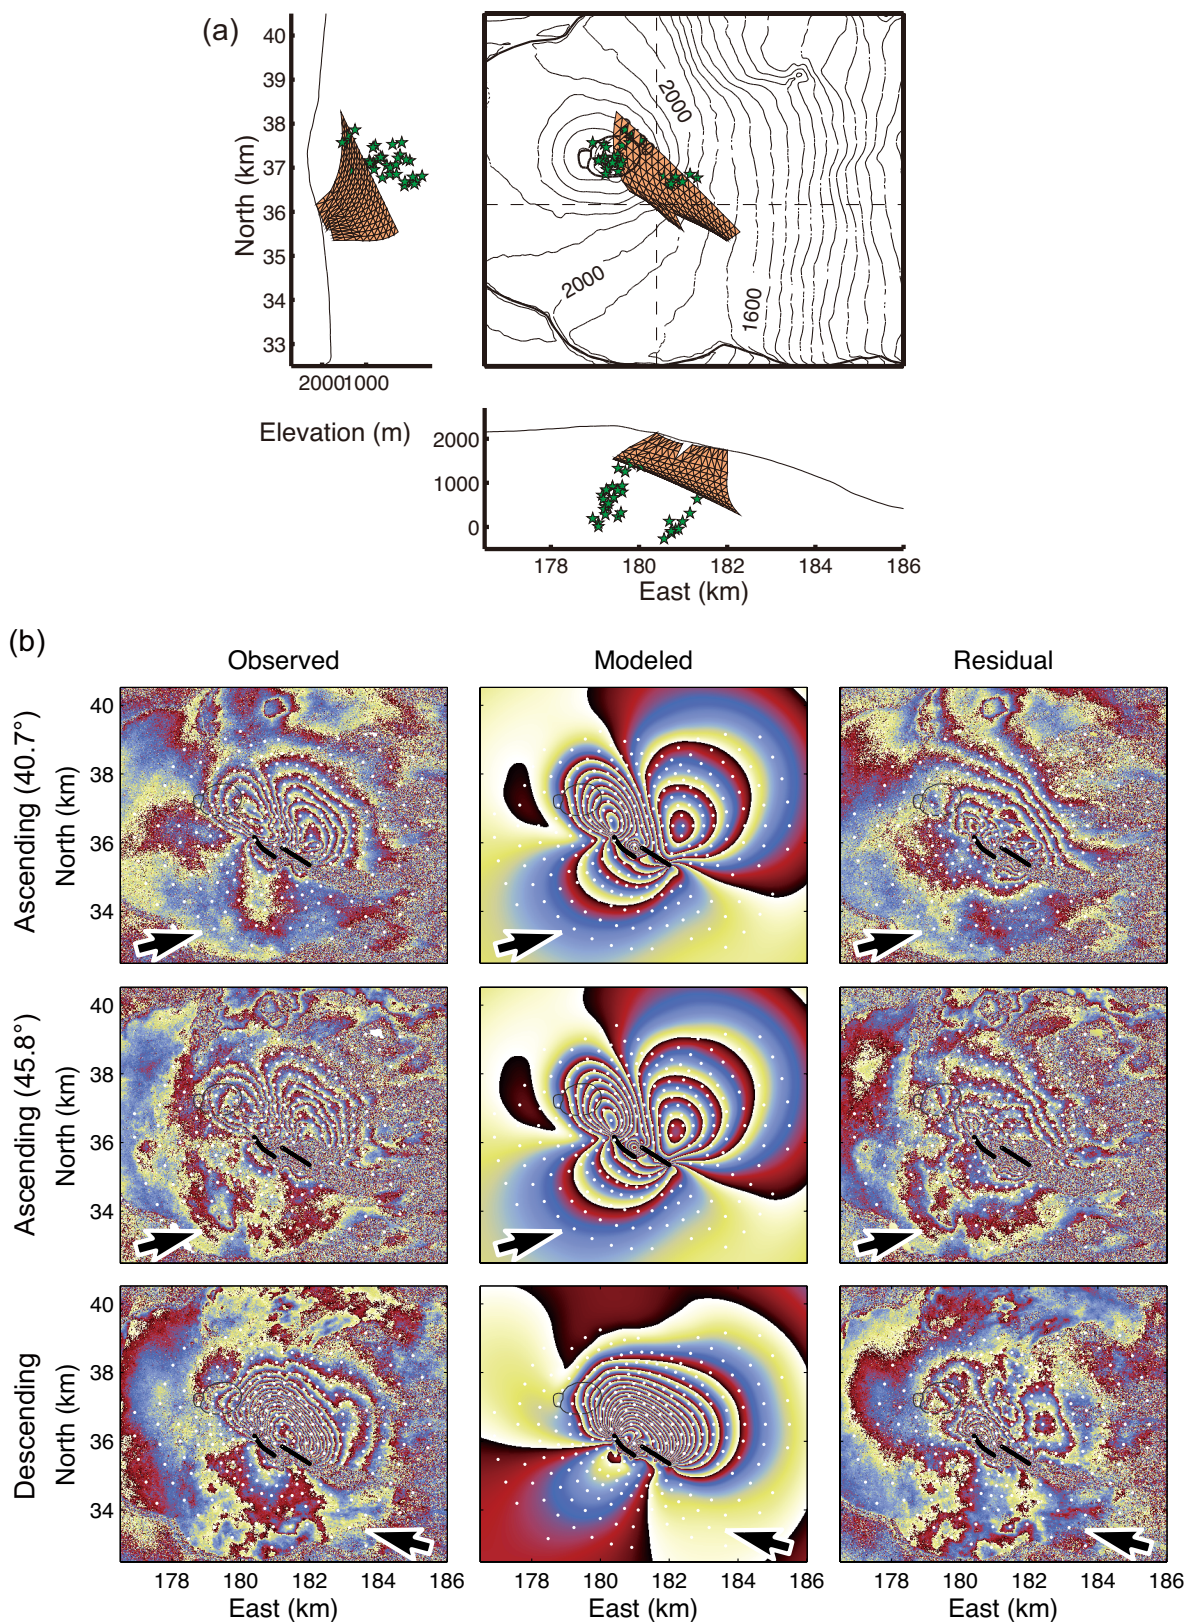 (a)
40
39
38
37
36
35
34
33
North (km)
2000 1000
2000
2000
1600
Elevation (m)
2000
1000
0
178 180 182 184 186
East (km)
(b)
Observed Modeled Residual
Ascending (40.7°)
North (km)
40
38
36
34
Ascending (45.8°)
North (km)
40
38
36
34
Descending
North (km)
40
38
36
34
178 180 182 184 186 178 180 182 184 186 178 180 182 184 186
East (km) East (km) East (km)